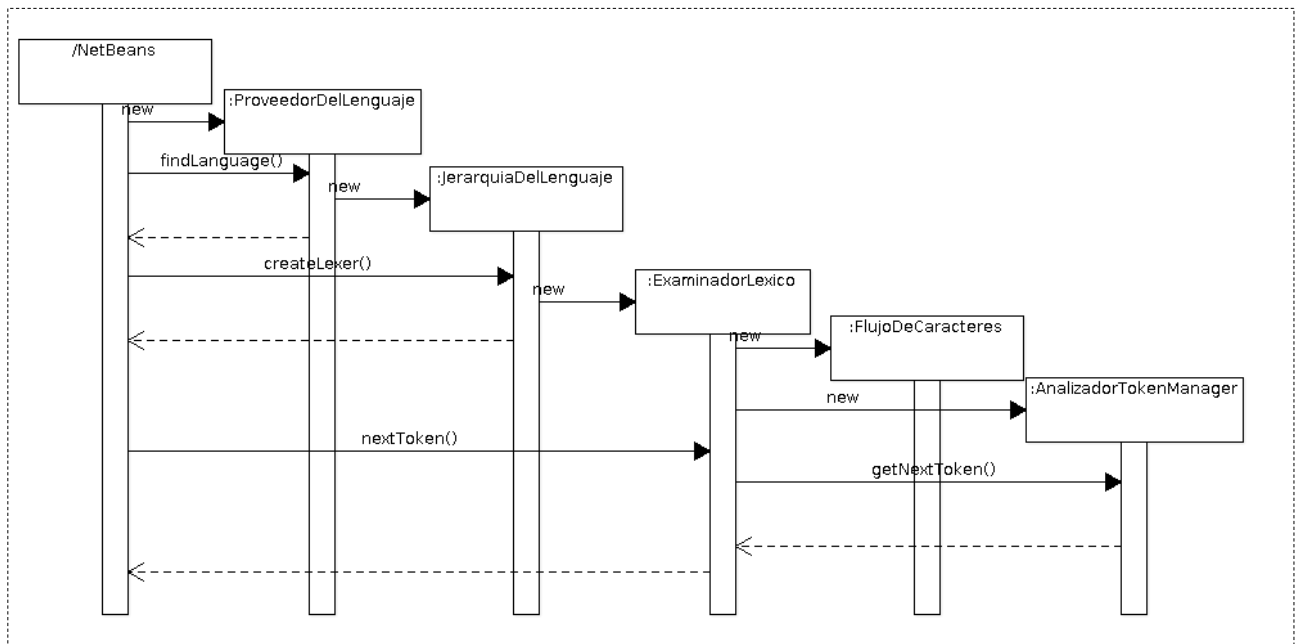 /NetBeans
:ProveedorDelLenguaje
new
findLanguage()
:JerarquiaDelLenguaje
new
createLexer()
:ExaminadorLexico
new
:FlujoDeCaracteres
new
:AnalizadorTokenManager
new
nextToken()
getNextToken()